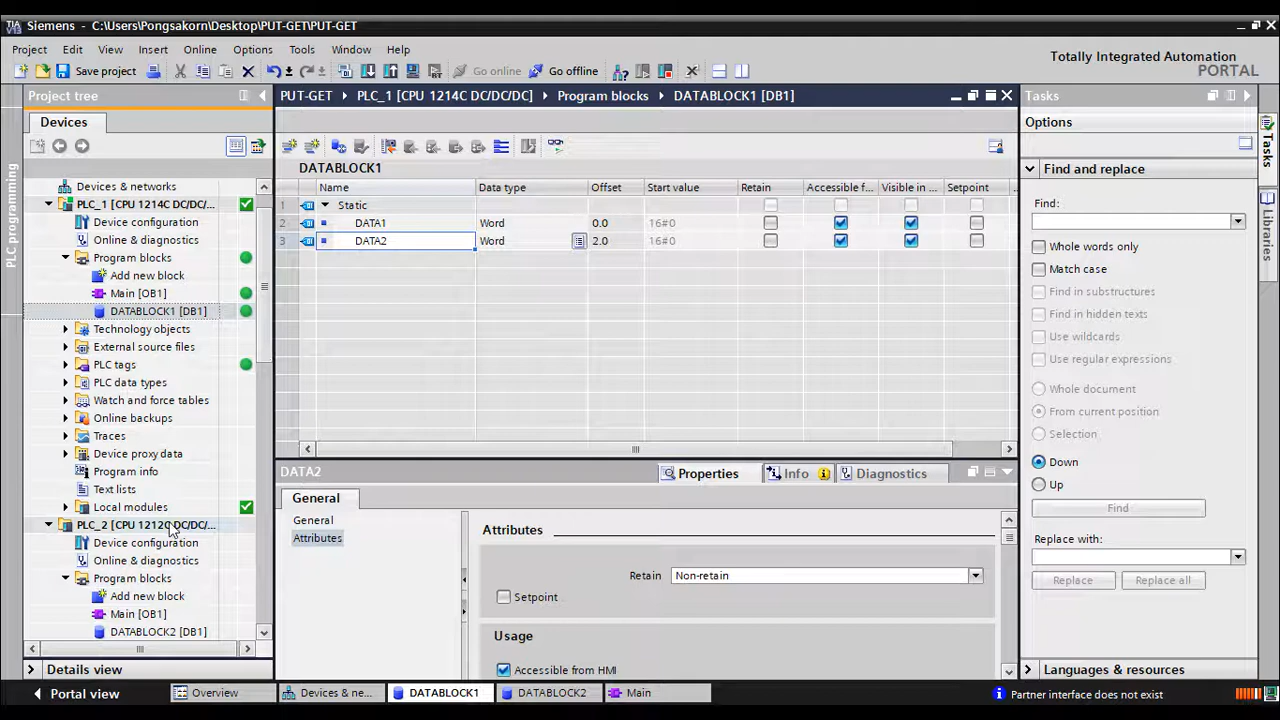 TIA V13
Siemens - C:\Users\Pongsakorn\Desktop\PUT-GET\PUT-GET
Project Edit View Insert Online Options Tools Window Help
Totally Integrated Automation
PORTAL
Save project
Go online
Go offline
Project tree
PUT-GET
PLC_1 [CPU 1214C DC/DC/DC]
Program blocks
DATABLOCK1 [DB1]
Tasks
Devices
Options
PLC programming
Devices & networks
PLC_1 [CPU 1214C DC/DC/...
Device configuration
Online & diagnostics
Program blocks
Add new block
Main [OB1]
DATABLOCK1 [DB1]
Technology objects
External source files
PLC tags
PLC data types
Watch and force tables
Online backups
Traces
Device proxy data
Program info
Text lists
Local modules
PLC_2 [CPU 1212C DC/DC/...
Device configuration
Online & diagnostics
Program blocks
Add new block
Main [OB1]
DATABLOCK2 [DB1]
Details view
DATABLOCK1
Name Data type Offset Start value Retain Accessible f... Visible in ... Setpoint
1 Static
2 DATA1 Word 0.0 16#0
3 DATA2 Word 2.0 16#0
DATA2
Properties
Info
Diagnostics
General
General
Attributes
Attributes
Retain Non-retain
Setpoint
Usage
Accessible from HMI
Find and replace
Find:
Whole words only
Match case
Find in substructures
Find in hidden texts
Use wildcards
Use regular expressions
Whole document
From current position
Selection
Down
Up
Find
Replace with:
Replace
Replace all
Languages & resources
Tasks
Libraries
Portal view
Overview
Devices & ne...
DATABLOCK1
DATABLOCK2
Main
Partner interface does not exist